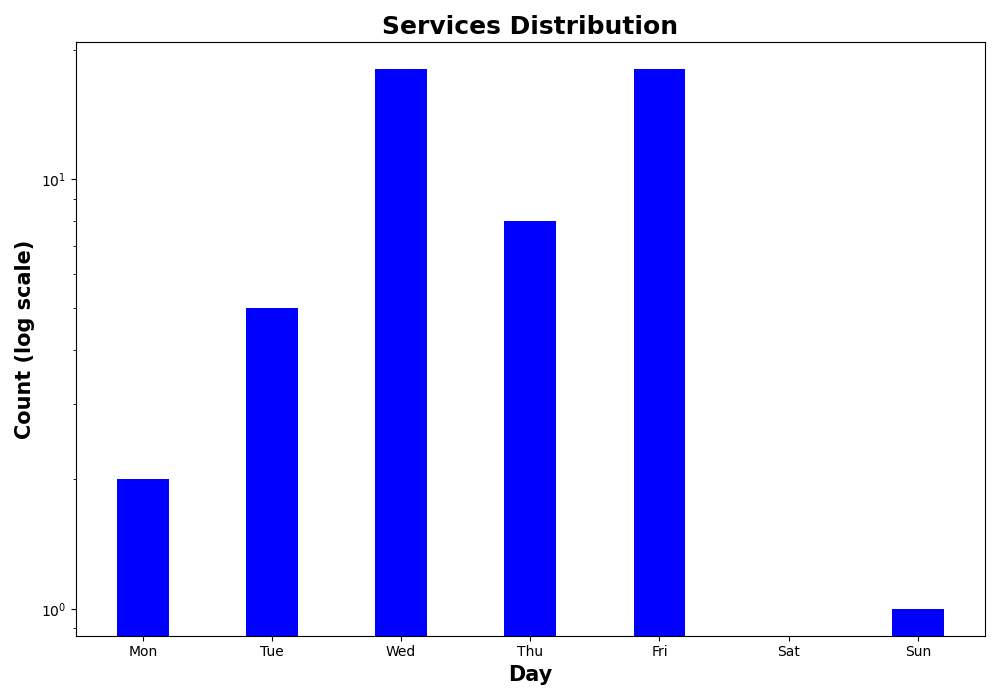 Services Distribution
Count (log scale)
10¹
10⁰
Mon Tue Wed Thu Fri Sat Sun
Day